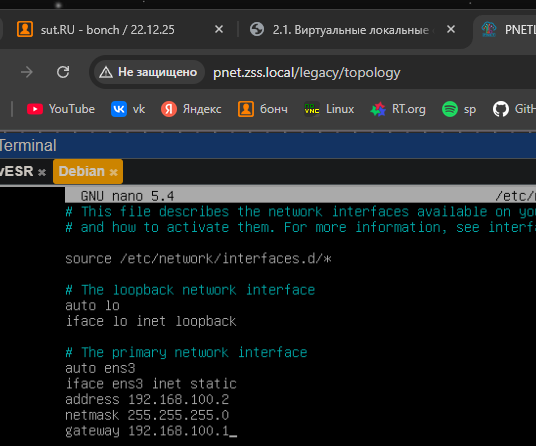 sut.RU - bonch / 22.12.25
2.1. Виртуальные локальные
PNETL
Не защищено
pnet.zss.local/legacy/topology
YouTube
vk
Яндекс
бонч
Linux
RT.org
sp
GitH
Terminal
vESR
Debian
GNU nano 5.4 /etc/n
# This file describes the network interfaces available on you
# and how to activate them. For more information, see interf
source /etc/network/interfaces.d/*
# The loopback network interface
auto lo
iface lo inet loopback
# The primary network interface
auto ens3
iface ens3 inet static
address 192.168.100.2
netmask 255.255.255.0
gateway 192.168.100.1_